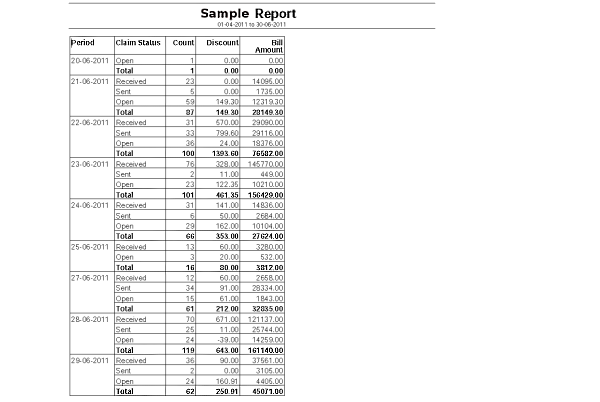 Sample Report
01-04-2011 to 30-06-2011
Period Claim Status Count Discount Bill Amount
20-06-2011 Open 1 0.00 0.00
Total 1 0.00 0.00
21-06-2011 Received 23 0.00 14095.00
Sent 5 0.00 1735.00
Open 59 149.30 12319.30
Total 87 149.30 28149.30
22-06-2011 Received 31 570.00 29090.00
Sent 33 799.60 29116.00
Open 36 24.00 18376.00
Total 100 1393.60 76582.00
23-06-2011 Received 76 328.00 145770.00
Sent 2 11.00 449.00
Open 23 122.35 10210.00
Total 101 461.35 156429.00
24-06-2011 Received 31 141.00 14836.00
Sent 6 50.00 2684.00
Open 29 162.00 10104.00
Total 66 353.00 27624.00
25-06-2011 Received 13 60.00 3280.00
Open 3 20.00 532.00
Total 16 80.00 3812.00
27-06-2011 Received 12 60.00 2658.00
Sent 34 91.00 28334.00
Open 15 61.00 1843.00
Total 61 212.00 32835.00
28-06-2011 Received 70 671.00 121137.00
Sent 25 11.00 25744.00
Open 24 -39.00 14259.00
Total 119 643.00 161140.00
29-06-2011 Received 36 90.00 37561.00
Sent 2 0.00 3105.00
Open 24 160.91 4405.00
Total 62 250.91 45071.00